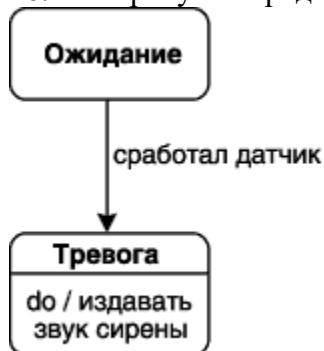 Ожидание
сработал датчик
Тревога
do / издавать
звук сирены